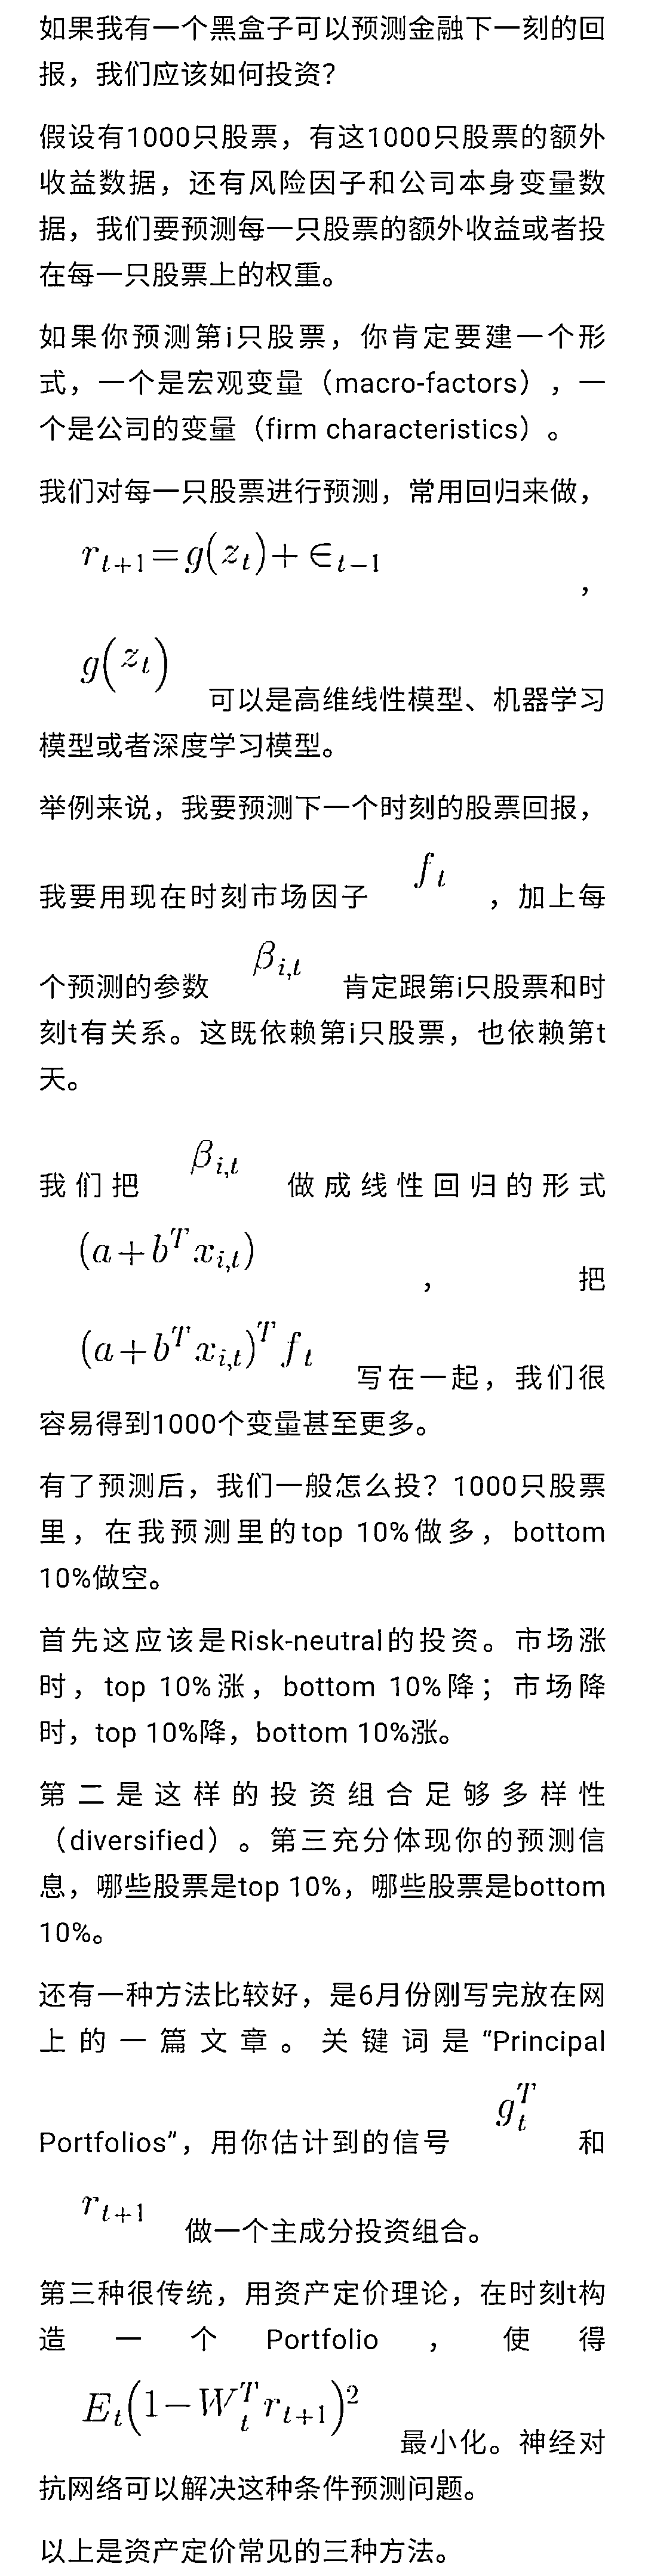 如果我有一个黑盒子可以预测金融下一刻的回
报，我们应该如何投资？
假设有1000只股票，有这1000只股票的额外
收益数据，还有风险因子和公司本身变量数
据，我们要预测每一只股票的额外收益或者投
在每一只股票上的权重。
如果你预测第i只股票，你肯定要建一个形
式，一个是宏观变量（macro-factors），一
个是公司的变量（firm characteristics）。
我们对每一只股票进行预测，常用回归来做，
r_{t+1}=g(z_t)+∈_{t−1}
，
g(z_t)
可以是高维线性模型、机器学习
模型或者深度学习模型。
举例来说，我要预测下一个时刻的股票回报，
我要用现在时刻市场因子 f_t ，加上每
个预测的参数 β_{i,t} 肯定跟第i只股票和时
刻t有关系。这既依赖第i只股票，也依赖第t
天。
我们把 β_{i,t} 做成线性回归的形式
(a+b^T x_{i,t}) ，把
(a+b^T x_{i,t})^T f_t 写在一起，我们很
容易得到1000个变量甚至更多。
有了预测后，我们一般怎么投？1000只股票
里，在我预测里的top 10%做多，bottom
10%做空。
首先这应该是Risk-neutral的投资。市场涨
时，top 10%涨，bottom 10%降；市场降
时，top 10%降，bottom 10%涨。
第二是这样的投资组合足够多样性
（diversified）。第三充分体现你的预测信
息，哪些股票是top 10%，哪些股票是bottom
10%。
还有一种方法比较好，是6月份刚写完放在网
上的一篇文章。关键词是“Principal
Portfolios”，用你估计到的信号 g_t^T 和
r_{t+1} 做一个主成分投资组合。
第三种很传统，用资产定价理论，在时刻t构
造一个Portfolio，使得
E_t(1−W_t^T r_{t+1})^2 最小化。神经对
抗网络可以解决这种条件预测问题。
以上是资产定价常见的三种方法。